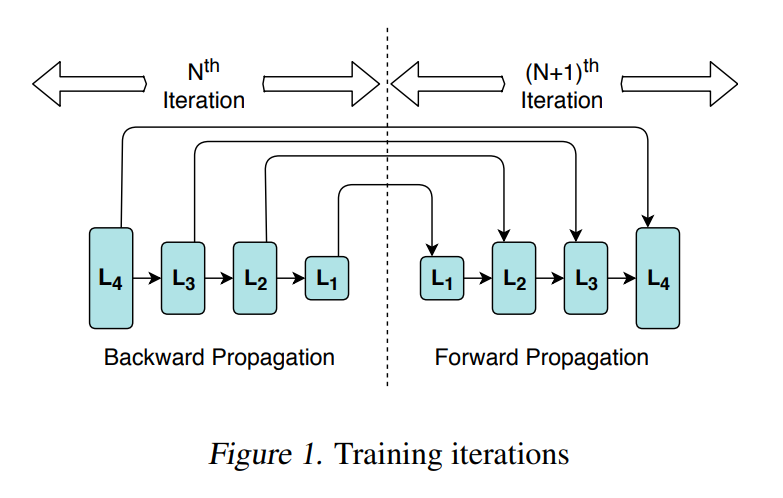 Nth
Iteration
(N+1)th
Iteration
L4
L3
L2
L1
L1
L2
L3
L4
Backward Propagation
Forward Propagation
Figure 1. Training iterations